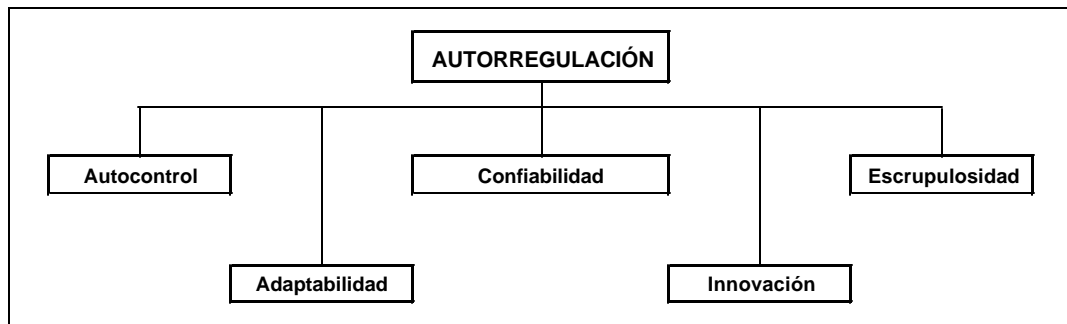 AUTORREGULACIÓN
Autocontrol
Confiabilidad
Escrupulosidad
Adaptabilidad
Innovación